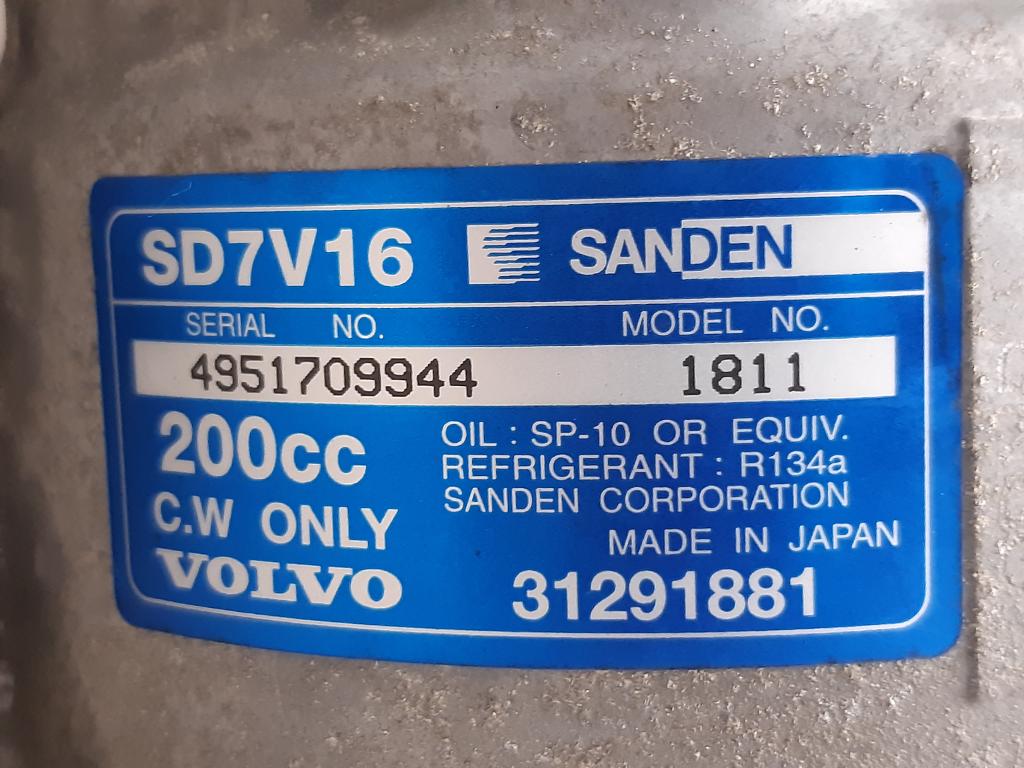 SD7V16 SANDEN
SERIAL NO. MODEL NO.
4951709944 1811
200cc
OIL : SP-10 OR EQUIV.
REFRIGERANT : R134a
C.W ONLY
SANDEN CORPORATION
MADE IN JAPAN
VOLVO 31291881